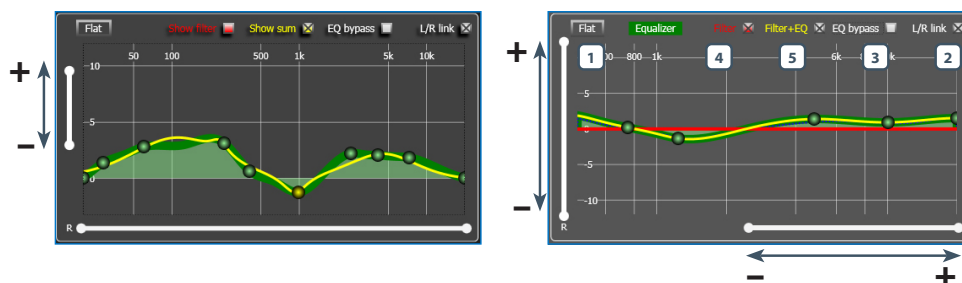 Flat Show filter Show sum EQ bypass L/R link
50 100 500 1k 5k 10k
+
10
5
0
−
R
Flat Equalizer Filter Filter+EQ EQ bypass L/R link
+
1 00 800 1k 4 5 6k 3 2
5
0
-5
-10
−
R
− +